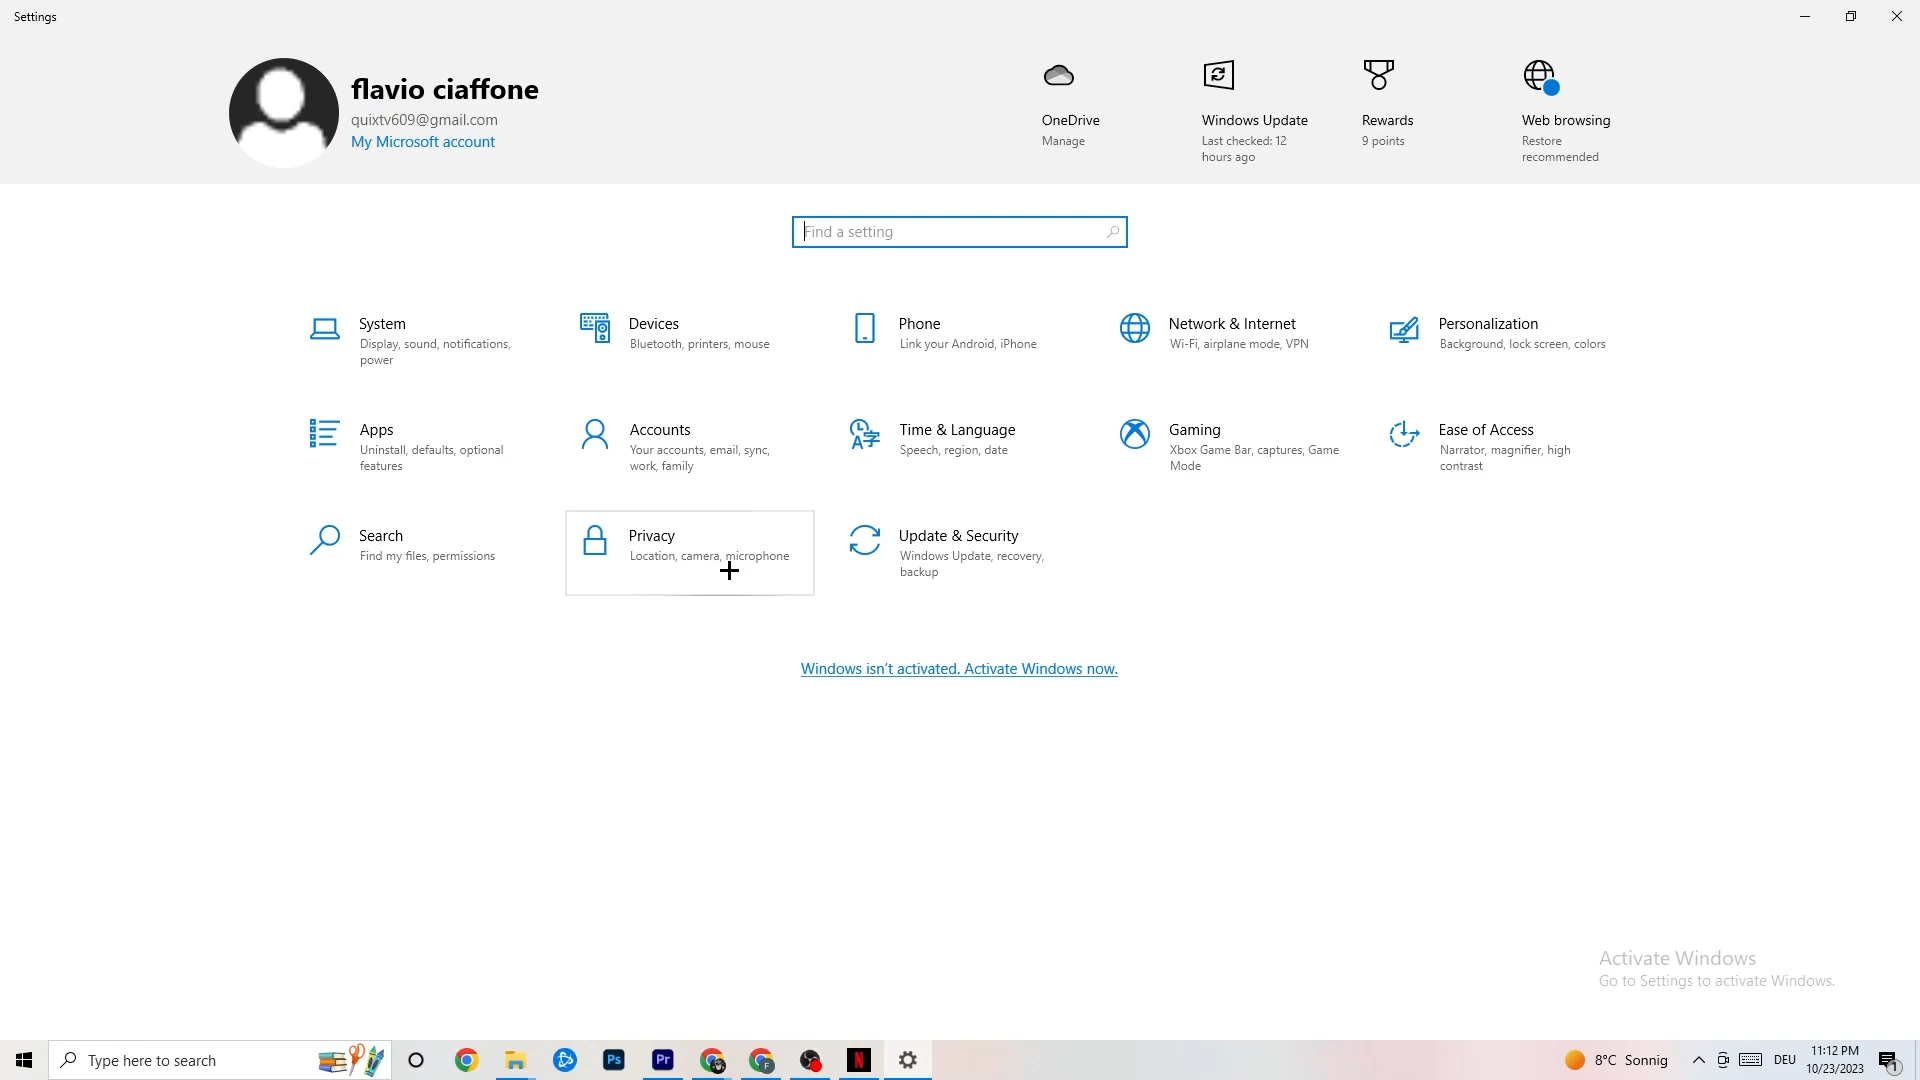 Settings
flavio ciaffone
quixtv609@gmail.com
My Microsoft account
OneDrive
Manage
Windows Update
Last checked: 12
hours ago
Rewards
9 points
Web browsing
Restore
recommended
Find a setting
System
Display, sound, notifications,
power
Devices
Bluetooth, printers, mouse
Phone
Link your Android, iPhone
Network & Internet
Wi-Fi, airplane mode, VPN
Personalization
Background, lock screen, colors
Apps
Uninstall, defaults, optional
features
Accounts
Your accounts, email, sync,
work, family
Time & Language
Speech, region, date
Gaming
Xbox Game Bar, captures, Game
Mode
Ease of Access
Narrator, magnifier, high
contrast
Search
Find my files, permissions
Privacy
Location, camera, microphone
Update & Security
Windows Update, recovery,
backup
Windows isn't activated. Activate Windows now.
Activate Windows
Go to Settings to activate Windows.
Type here to search
Ps
Pr
F
N
8°C Sonnig
DEU
11:12 PM
10/23/2023
1